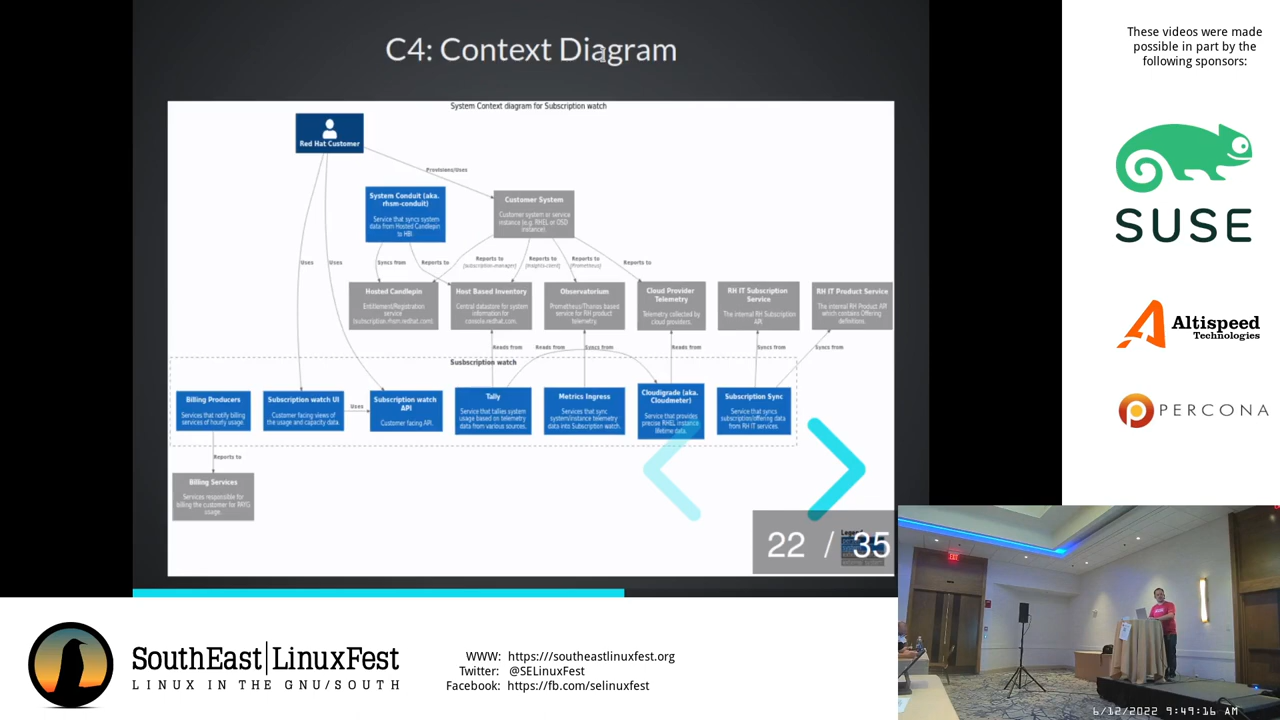 C4: Context Diagram
System Context diagram for Subscription watch
Red Hat Customer
Provisions/Uses
System Conduit (aka.
rhsm-conduit)
Service that syncs system
data from Hosted Candlepin
to HBI.
Customer System
Customer system or service
instance (e.g. RHEL or OSD
instance).
Uses
Uses
Syncs from
Reports to
Reports to
[subscription-manager]
Reports to
[insights-client]
Reports to
[Prometheus]
Reports to
Hosted Candlepin
Entitlement/Registration
service
(subscription.rhsm.redhat.com).
Host Based Inventory
Central datastore for system
information for
console.redhat.com.
Observatorium
Prometheus/Thanos based
service for RH product
telemetry.
Cloud Provider
Telemetry
Telemetry collected by
cloud providers.
RH IT Subscription
Service
The internal RH Subscription
API
RH IT Product Service
The internal RH Product API
which contains Offering
definitions.
Reads from
Reads from
Syncs from
Reads from
Syncs from
Syncs from
Susbscription watch
Billing Producers
Services that notify billing
services of hourly usage.
Subscription watch UI
Customer facing views of
the usage and capacity data.
Uses
Subscription watch
API
Customer facing API.
Tally
Service that tallies system
usage based on telemetry
data from various sources.
Metrics Ingress
Services that sync
system/instance telemetry
data into Subscription watch.
Cloudigrade (aka.
Cloudmeter)
Service that provides
precise RHEL instance
lifetime data.
Subscription Sync
Service that syncs
subscription/offering data
from RH IT services.
Reports to
Billing Services
Services responsible for
billing the customer for PAYG
usage.
Legend
22 / 35
These videos were made
possible in part by the
following sponsors:
SUSE
Altispeed
Technologies
PERCONA
SouthEast LinuxFest
LINUX IN THE GNU/SOUTH
WWW: https:///southeastlinuxfest.org
Twitter: @SELinuxFest
Facebook: https://fb.com/selinuxfest
6/12/2022 9:49:16 AM